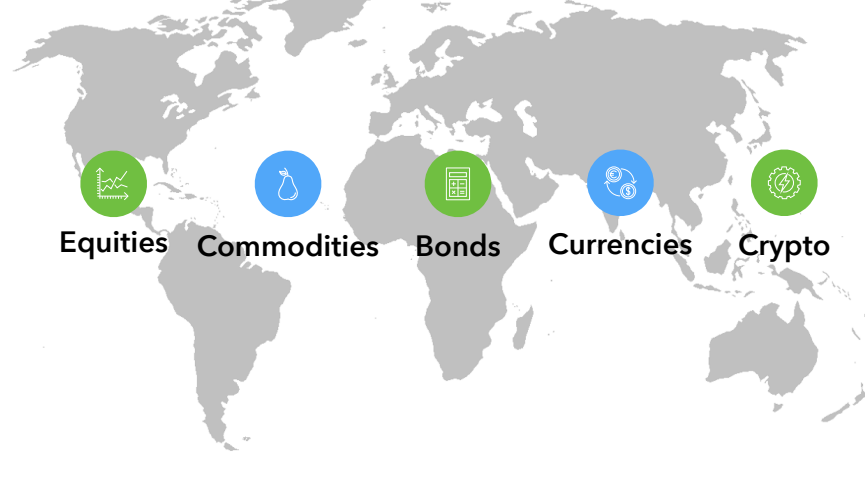 Equities
Commodities
Bonds
Currencies
Crypto